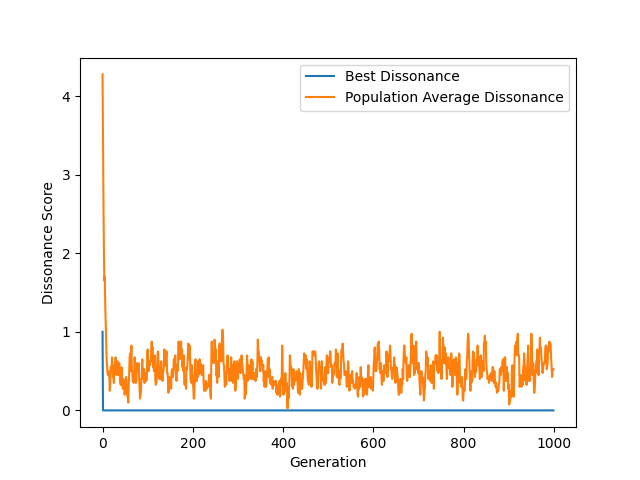 Best Dissonance
Population Average Dissonance
4
3
2
1
0
Dissonance Score
0 200 400 600 800 1000
Generation